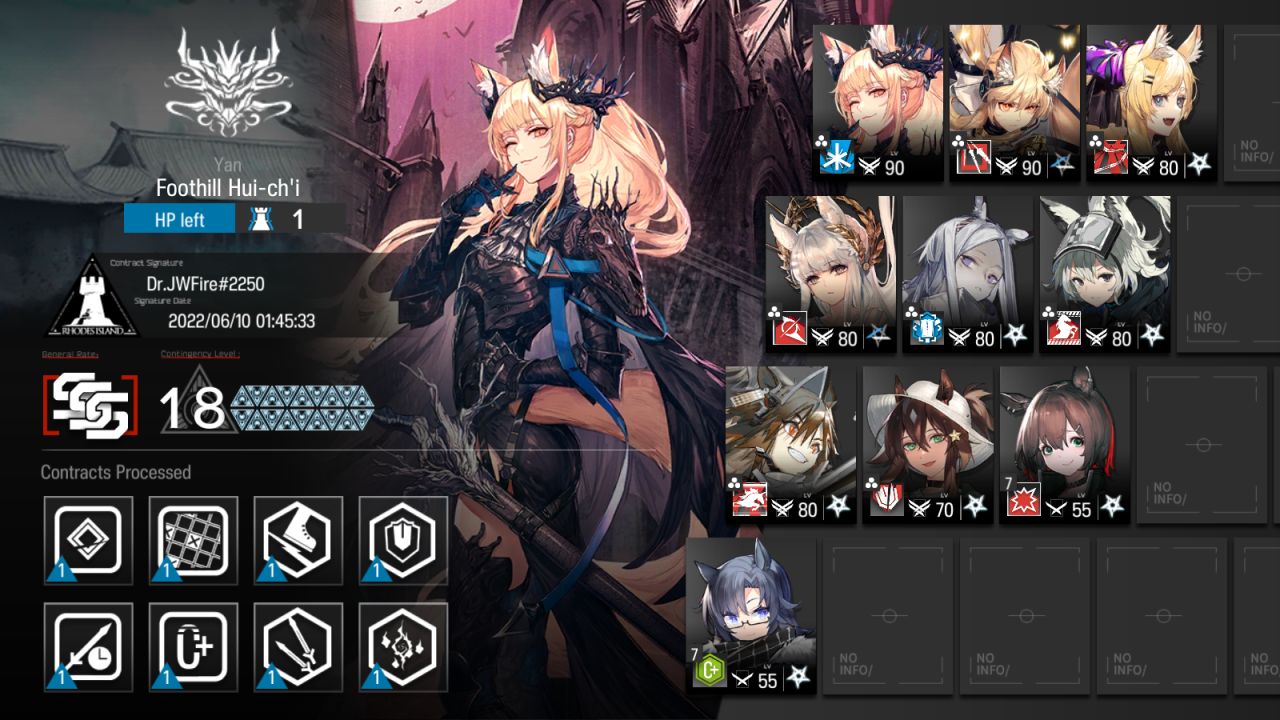 Yan
Foothill Hui-ch'i
HP left 1
Contract Signature
Dr.JWFire#2250
Signature Date
2022/06/10 01:45:33
RHODES ISLAND
General Rate:
Contingency Level :
SSS 18
Contracts Processed
1 1 1 1
1 1 1 1
LV 90 LV 90 LV 80
NO
INFO/
LV 80 LV 80 LV 80
NO
INFO/
LV 80 LV 70 7 LV 55
NO
INFO/
7 C+ LV 55
NO
INFO/
NO
INFO/
NO
INFO/
NO
INFO